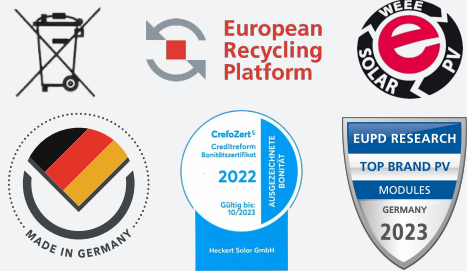 European
Recycling
Platform
WEEE
e
SOLAR PV
MADE IN GERMANY
CrefoZert
Creditreform
Bonitätszertifikat
2022
Gültig bis:
10/2023
AUSGEZEICHNETE
BONITÄT
Heckert Solar GmbH
EUPD RESEARCH
TOP BRAND PV
MODULES
GERMANY
2023